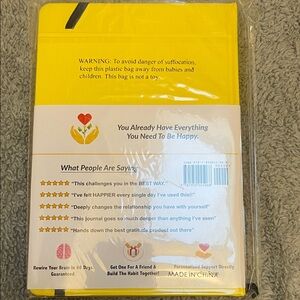 WARNING: To avoid danger of suffocation,
keep this plastic bag away from babies and
children. This bag is not a toy.
You Already Have Everything
You Need To Be Happy.
What People Are Saying
"This challenges you in the BEST WAY."
"I've felt HAPPIER every single day I've used this!"
"Deeply changes the relationship you have with yourself"
"This journal goes so much deeper than anything I've seen"
"Hands down the best gratitude product out there"
Rewire Your Brain In 60 Days
Guaranteed
Get One For A Friend &
Build The Habit Together!
Personalized Support Directly
MADE IN CHINA